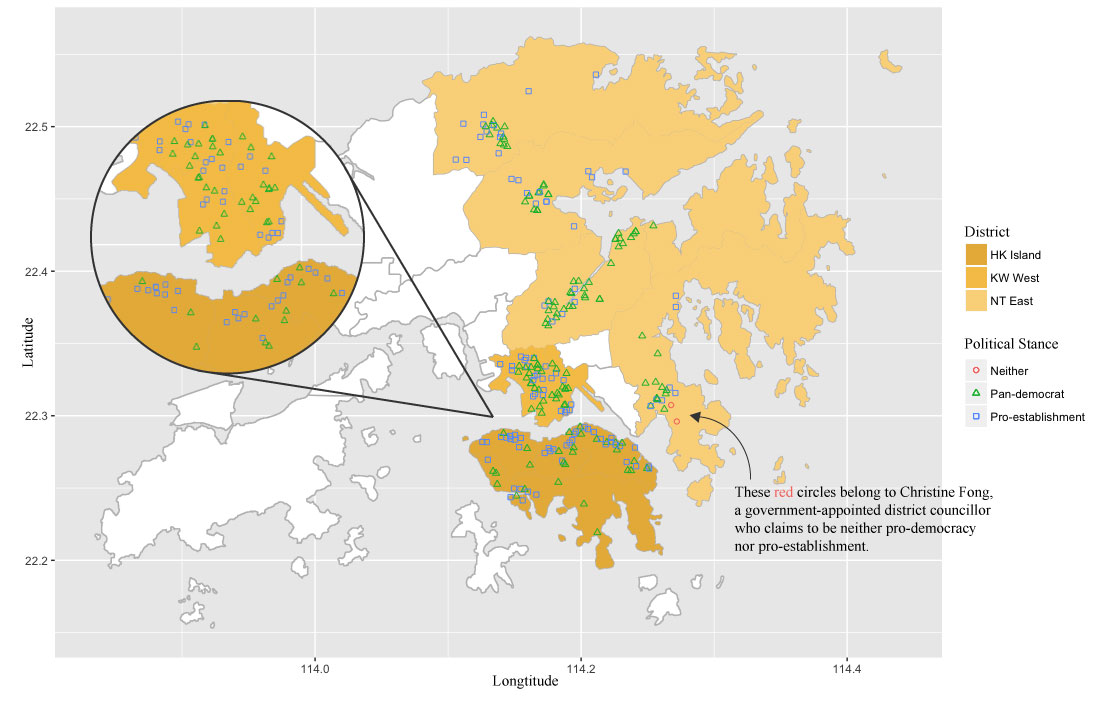 22.5
22.4
22.3
22.2
Latitude
114.0
114.2
114.4
Longtitude
District
HK Island
KW West
NT East
Political Stance
Neither
Pan-democrat
Pro-establishment
These red circles belong to Christine Fong,
a government-appointed district councillor
who claims to be neither pro-democracy
nor pro-establishment.